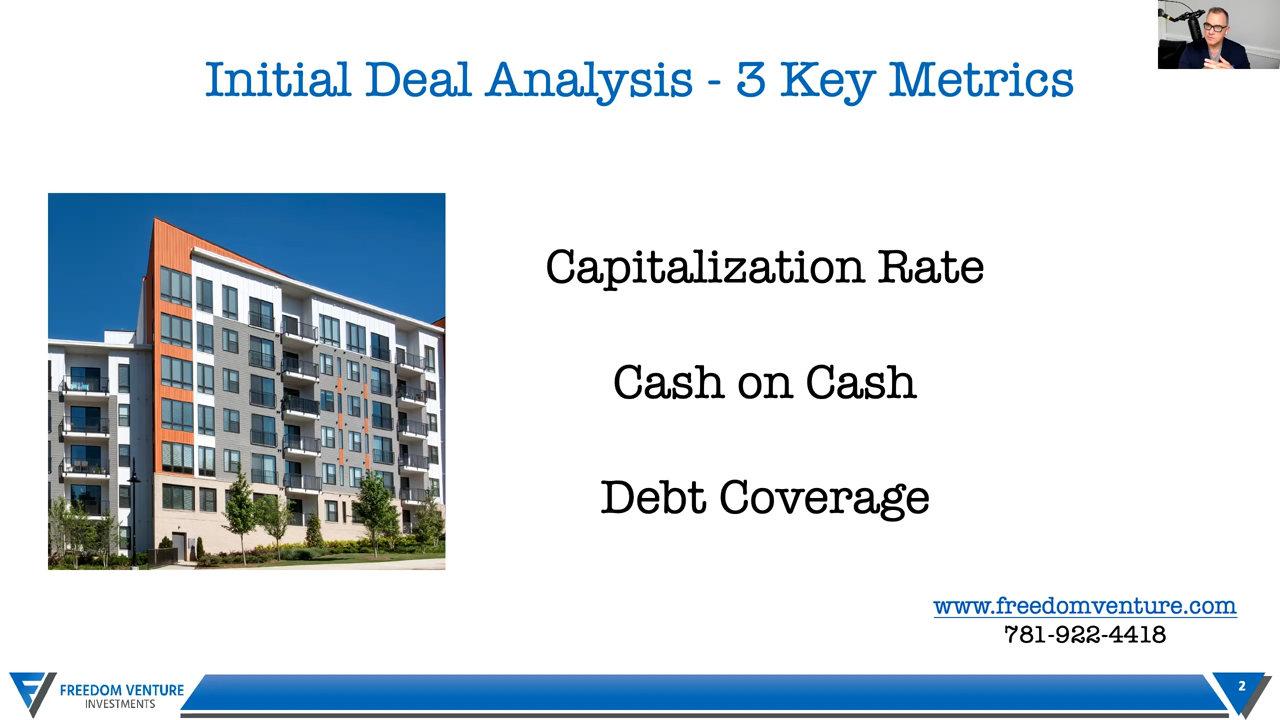 Initial Deal Analysis - 3 Key Metrics
Capitalization Rate
Cash on Cash
Debt Coverage
www.freedomventure.com
781-922-4418
FREEDOM VENTURE
INVESTMENTS
2